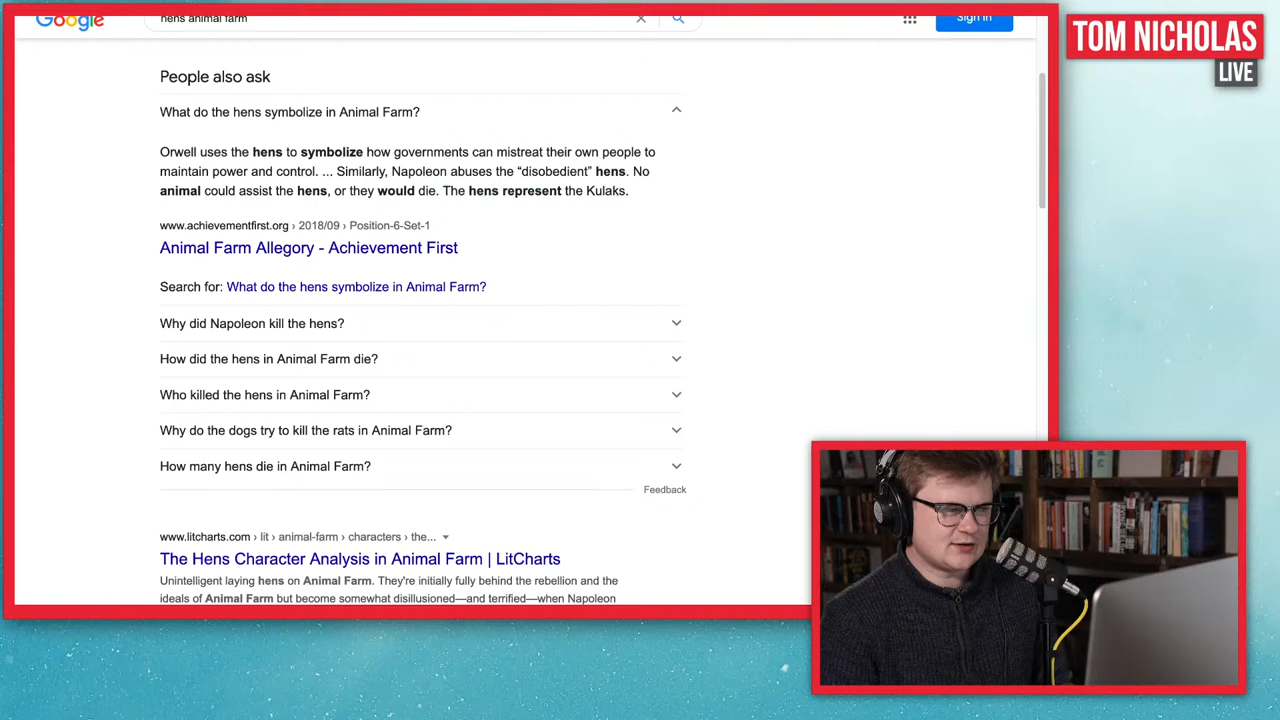 Google
hens animal farm
Sign in
TOM NICHOLAS
LIVE
People also ask
What do the hens symbolize in Animal Farm?
Orwell uses the hens to symbolize how governments can mistreat their own people to
maintain power and control. ... Similarly, Napoleon abuses the “disobedient” hens. No
animal could assist the hens, or they would die. The hens represent the Kulaks.
www.achievementfirst.org › 2018/09 › Position-6-Set-1
Animal Farm Allegory - Achievement First
Search for: What do the hens symbolize in Animal Farm?
Why did Napoleon kill the hens?
How did the hens in Animal Farm die?
Who killed the hens in Animal Farm?
Why do the dogs try to kill the rats in Animal Farm?
How many hens die in Animal Farm?
Feedback
www.litcharts.com › lit › animal-farm › characters › the...
The Hens Character Analysis in Animal Farm | LitCharts
Unintelligent laying hens on Animal Farm. They're initially fully behind the rebellion and the
ideals of Animal Farm but become somewhat disillusioned—and terrified—when Napoleon